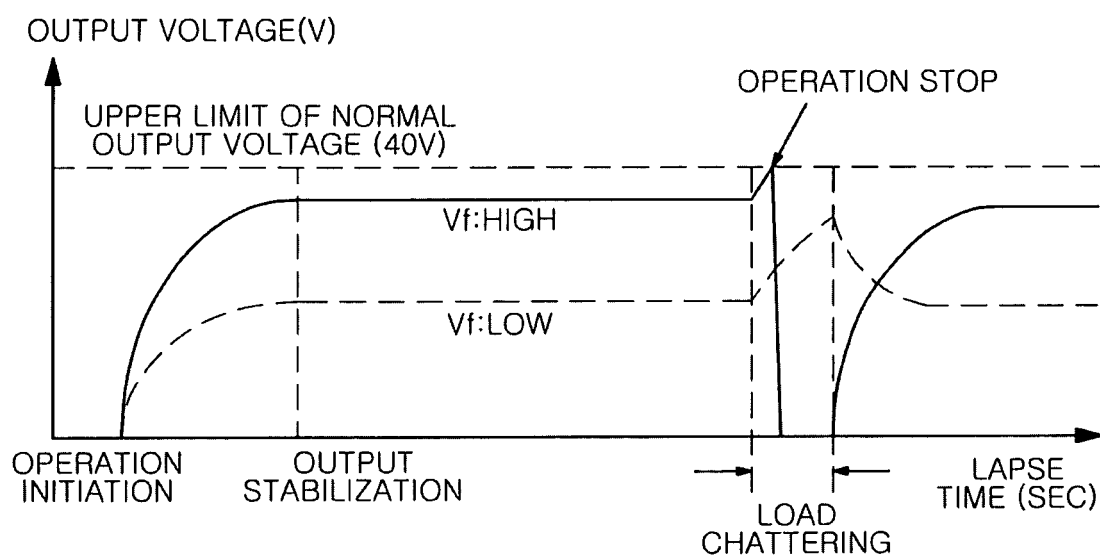 OUTPUT VOLTAGE(V)
OPERATION STOP
UPPER LIMIT OF NORMAL
OUTPUT VOLTAGE (40V)
Vf:HIGH
Vf:LOW
OPERATION
INITIATION
OUTPUT
STABILIZATION
LOAD
CHATTERING
LAPSE
TIME (SEC)